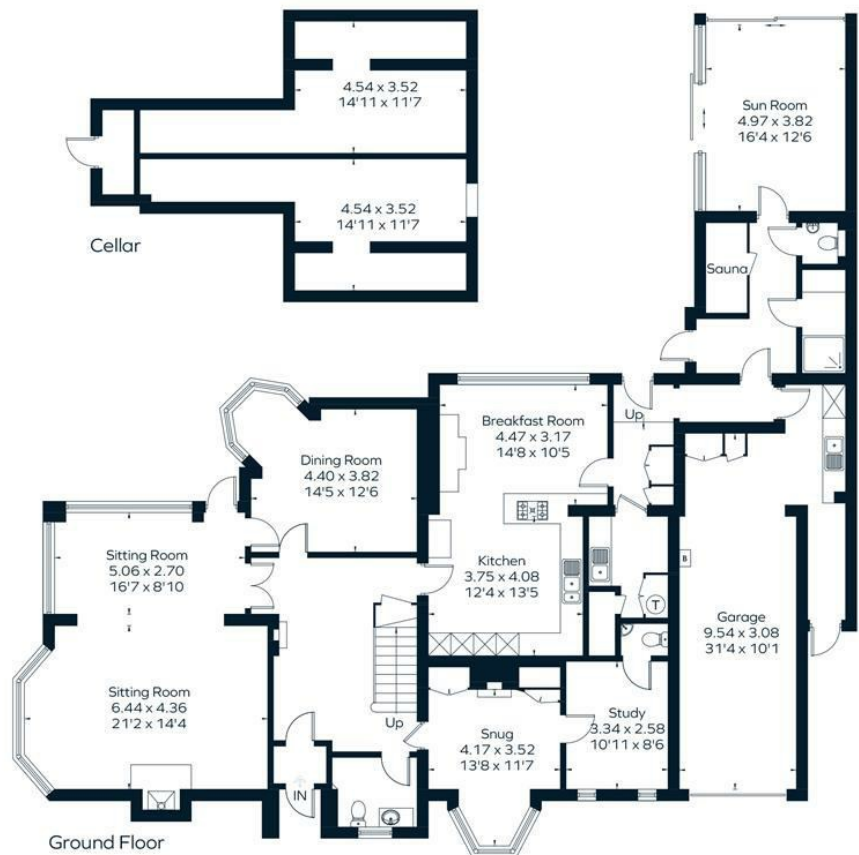 4.54 x 3.52
14'11 x 11'7
4.54 x 3.52
14'11 x 11'7
Cellar
Sun Room
4.97 x 3.82
16'4 x 12'6
Sauna
Up
Breakfast Room
4.47 x 3.17
14'8 x 10'5
Dining Room
4.40 x 3.82
14'5 x 12'6
Sitting Room
5.06 x 2.70
16'7 x 8'10
Kitchen
3.75 x 4.08
12'4 x 13'5
B
T
Garage
9.54 x 3.08
31'4 x 10'1
Sitting Room
6.44 x 4.36
21'2 x 14'4
Up
Snug
4.17 x 3.52
13'8 x 11'7
Study
3.34 x 2.58
10'11 x 8'6
IN
Ground Floor